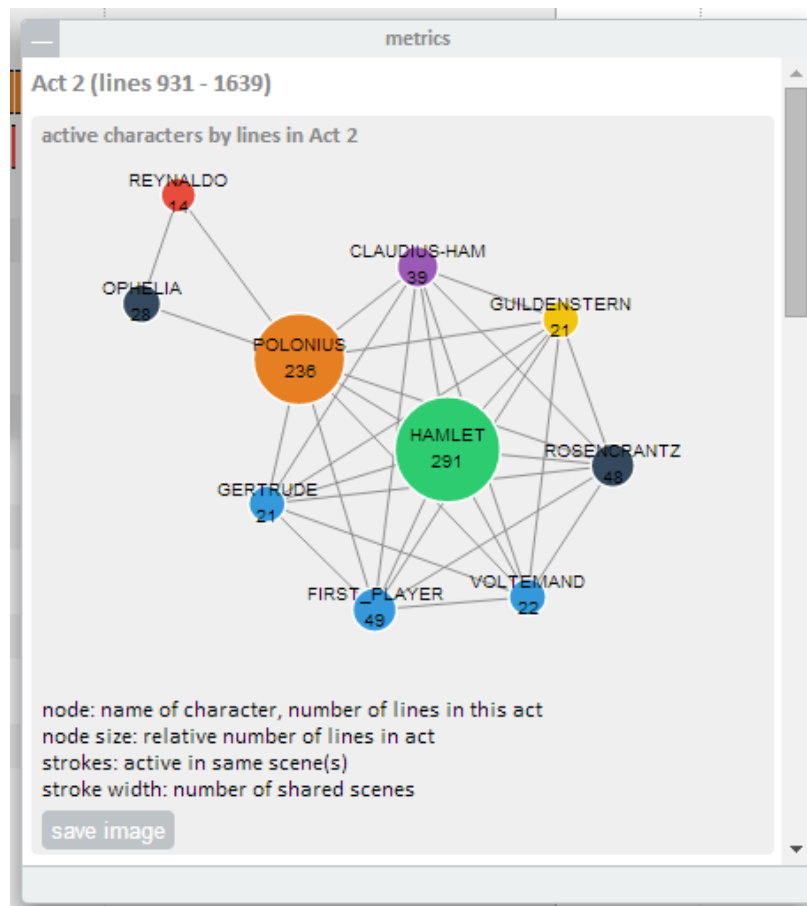 metrics
Act 2 (lines 931 - 1639)
active characters by lines in Act 2
REYNALDO
14
CLAUDIUS-HAM
39
OPHELIA
28
GUILDENSTERN
21
POLONIUS
236
HAMLET
291
ROSENCRANTZ
48
GERTRUDE
21
FIRST_PLAYER
49
VOLTEMAND
22
node: name of character, number of lines in this act
node size: relative number of lines in act
strokes: active in same scene(s)
stroke width: number of shared scenes
save image